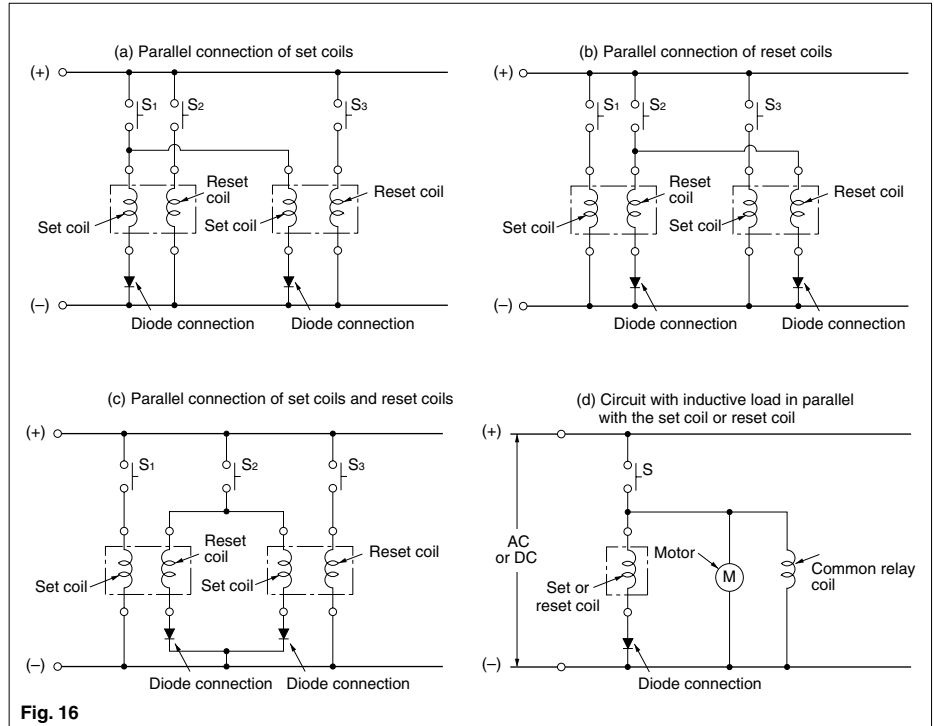 (a) Parallel connection of set coils
(+)
S1
S2
S3
Reset
coil
Reset coil
Set coil
Set coil
(–)
Diode connection
Diode connection
(b) Parallel connection of reset coils
(+)
S1
S2
S3
Reset
coil
Reset coil
Set coil
Set coil
(–)
Diode connection
Diode connection
(c) Parallel connection of set coils and reset coils
(+)
S1
S2
S3
Reset
coil
Reset coil
Set coil
Set coil
(–)
Diode connection
Diode connection
(d) Circuit with inductive load in parallel
with the set coil or reset coil
(+)
S
AC
or DC
Motor
M
Common relay
coil
Set or
reset coil
(–)
Diode connection
Fig. 16